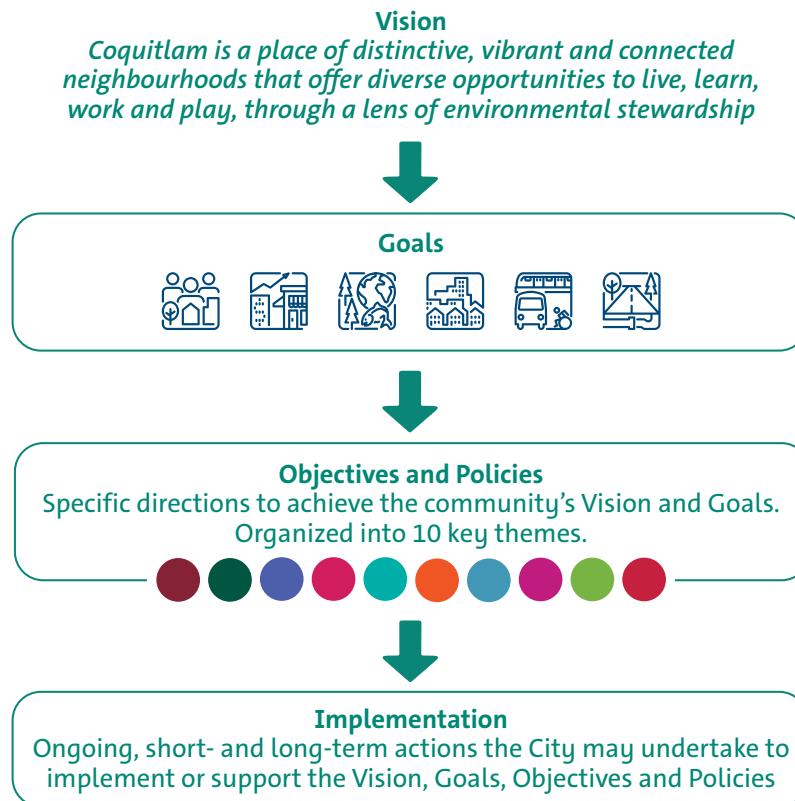 Vision
Coquitlam is a place of distinctive, vibrant and connected
neighbourhoods that offer diverse opportunities to live, learn,
work and play, through a lens of environmental stewardship
Goals
Objectives and Policies
Specific directions to achieve the community's Vision and Goals.
Organized into 10 key themes.
Implementation
Ongoing, short- and long-term actions the City may undertake to
implement or support the Vision, Goals, Objectives and Policies